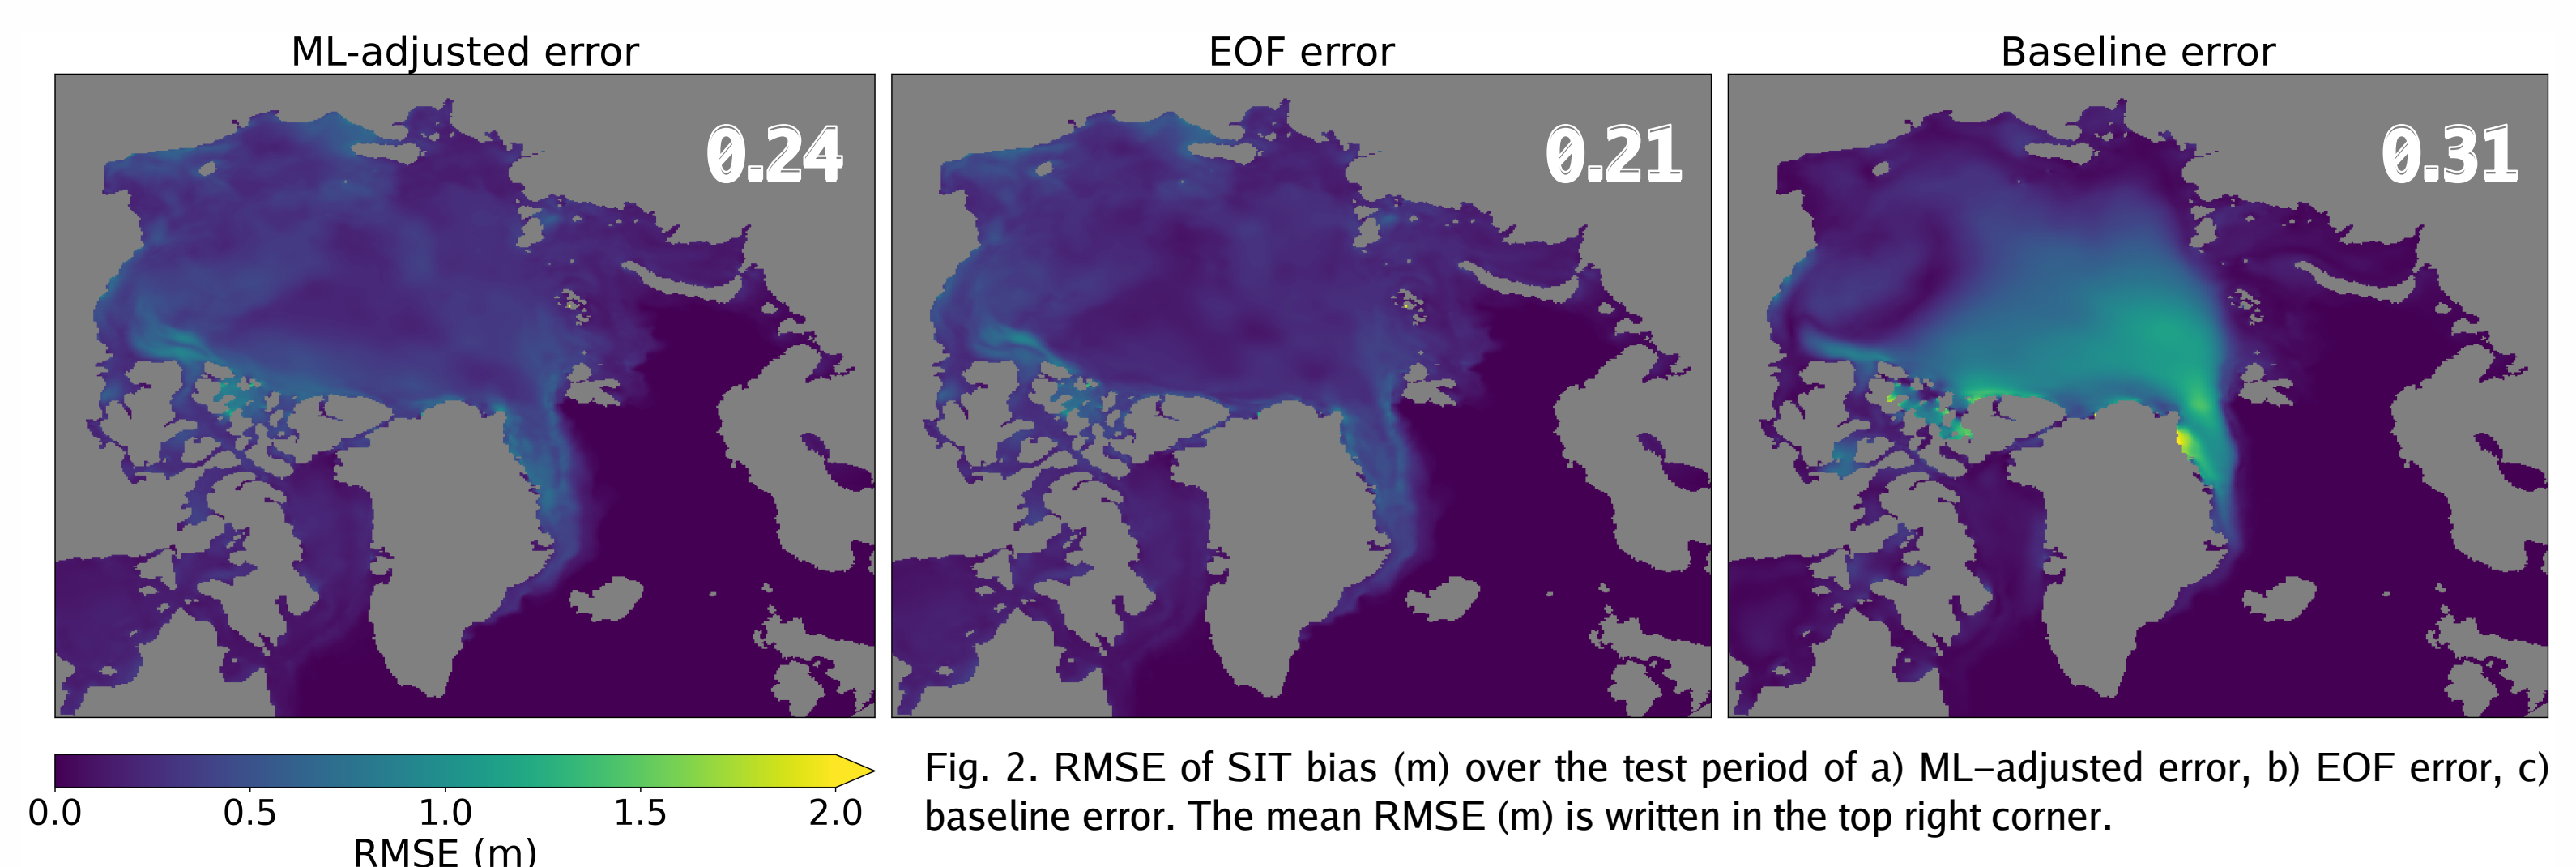 ML-adjusted error
EOF error
Baseline error
0.24
0.21
0.31
0.0 0.5 1.0 1.5 2.0
RMSE (m)
Fig. 2. RMSE of SIT bias (m) over the test period of a) ML–adjusted error, b) EOF error, c)
baseline error. The mean RMSE (m) is written in the top right corner.